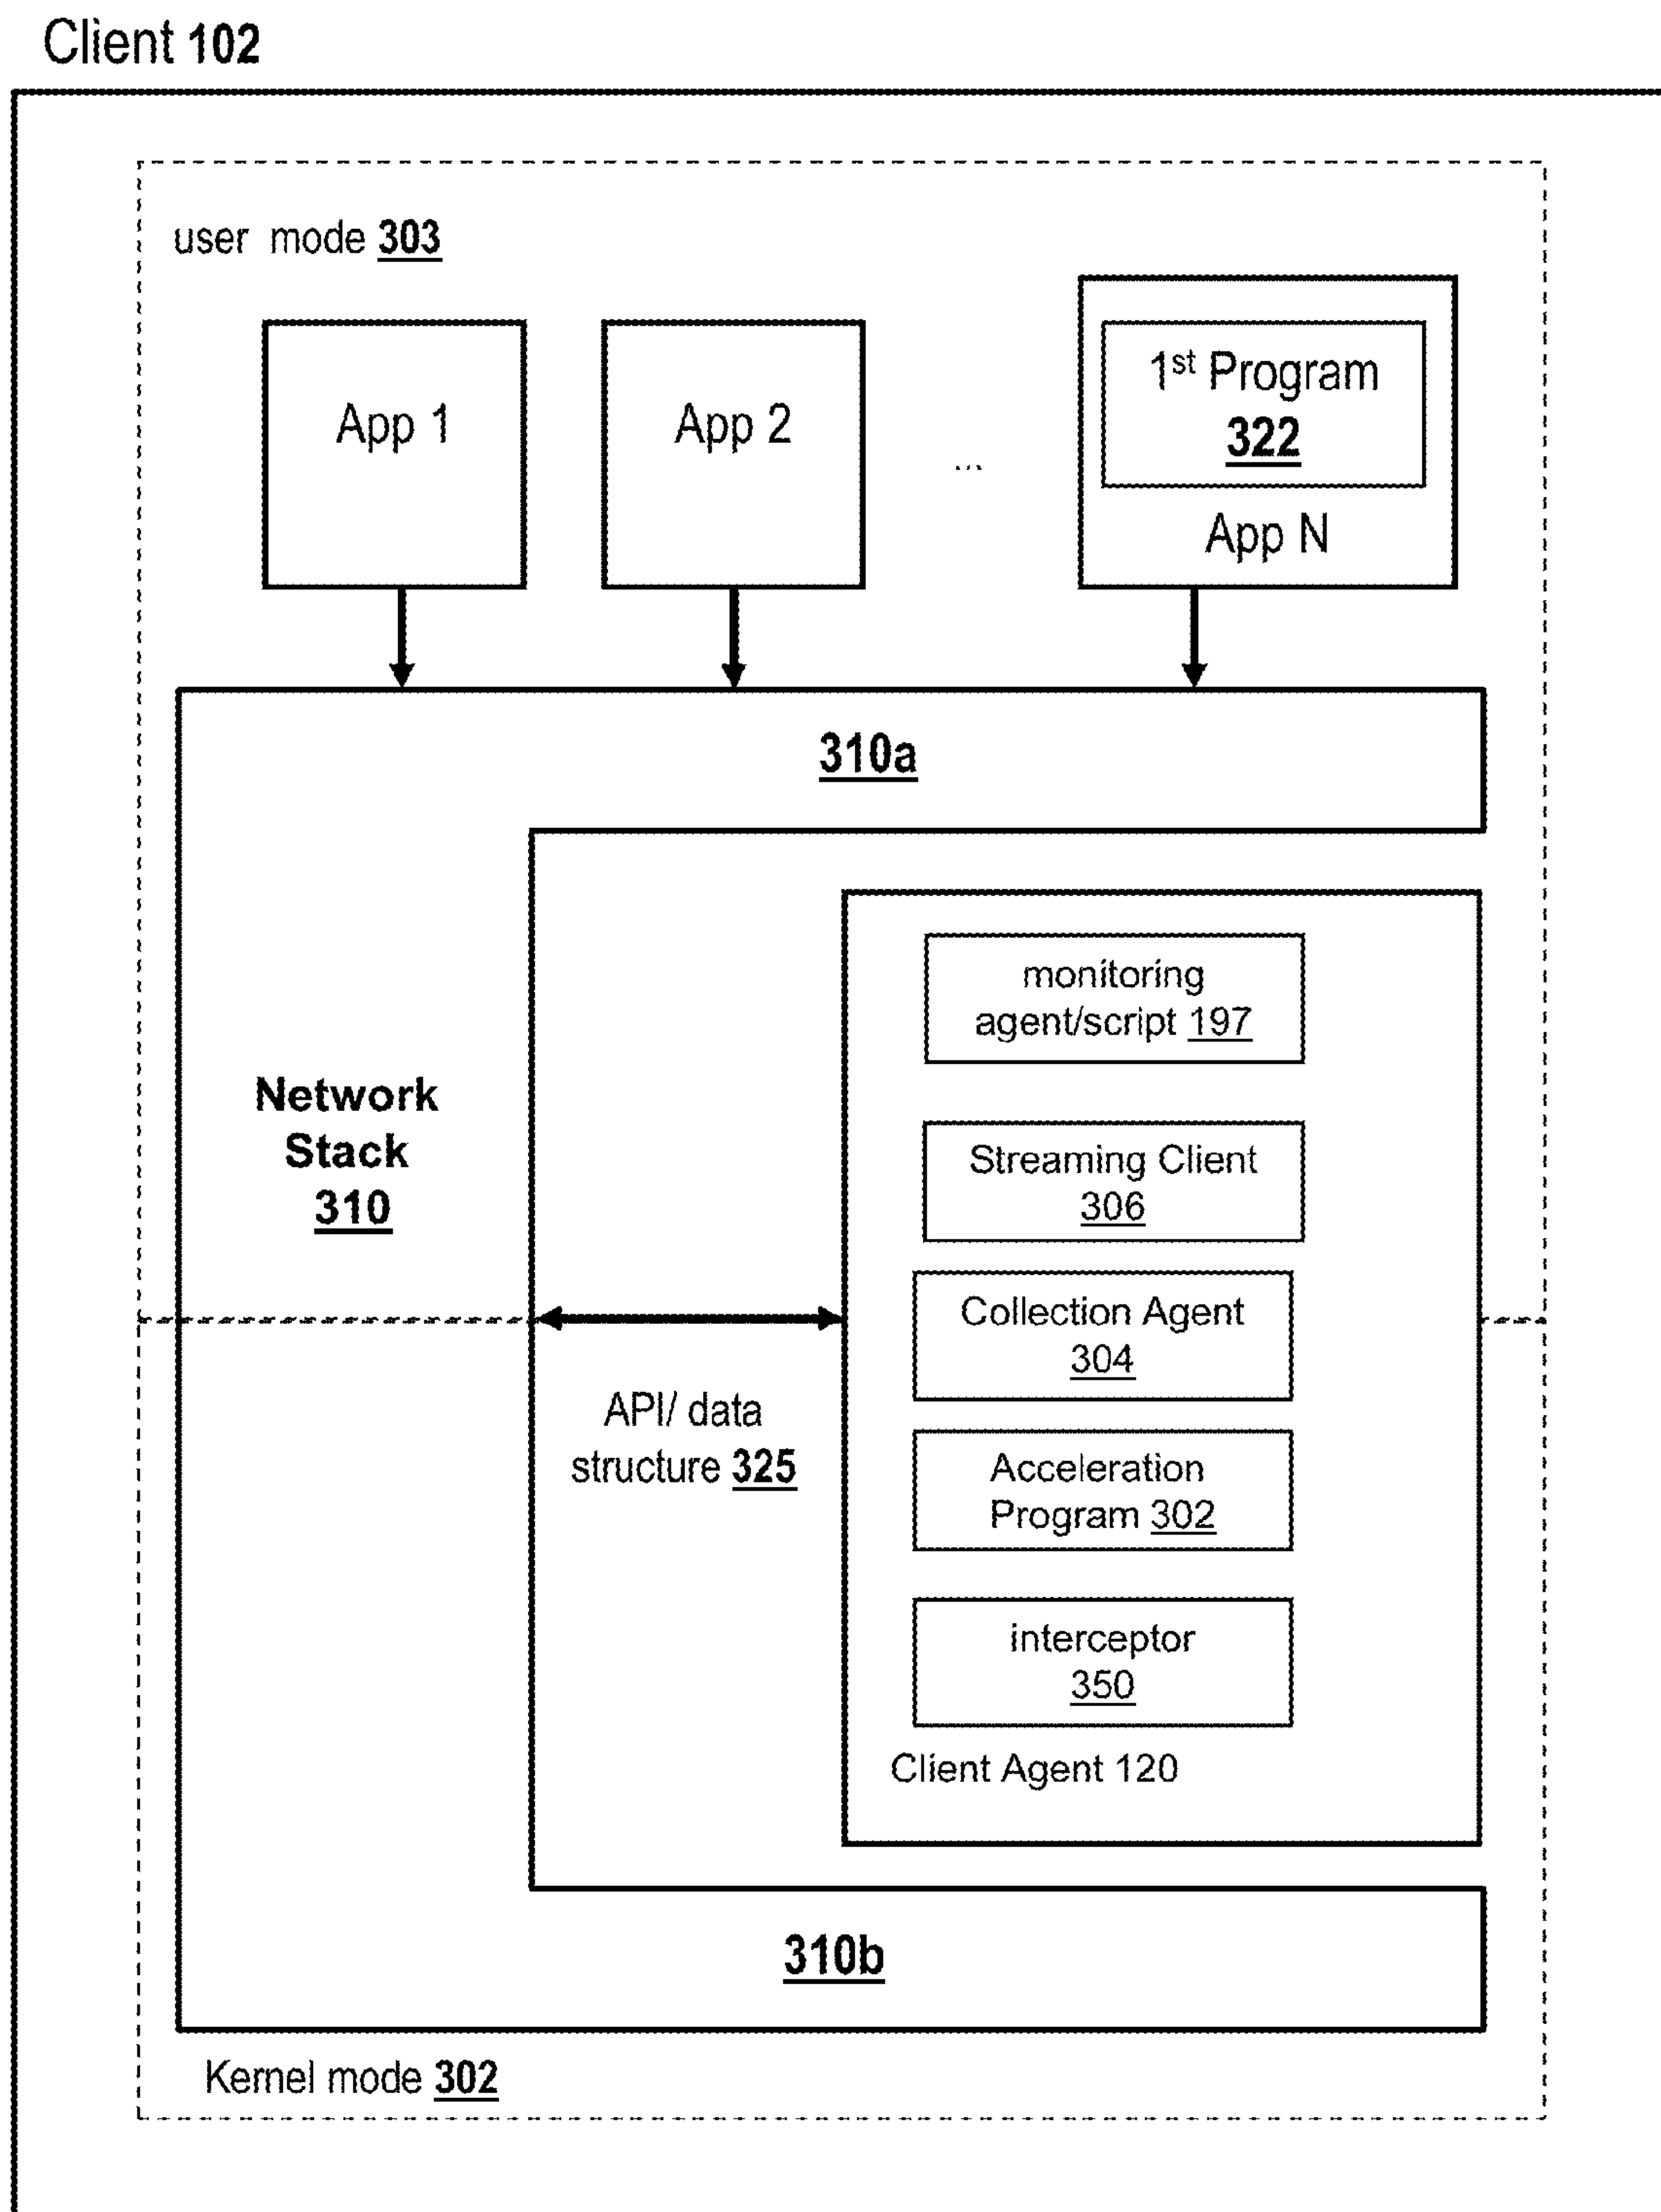 Client 102
user mode 303
App 1
App 2
...
1st Program
322
App N
310a
Network
Stack
310
monitoring
agent/script 197
Streaming Client
306
Collection Agent
304
API/ data
structure 325
Acceleration
Program 302
interceptor
350
Client Agent 120
310b
Kernel mode 302